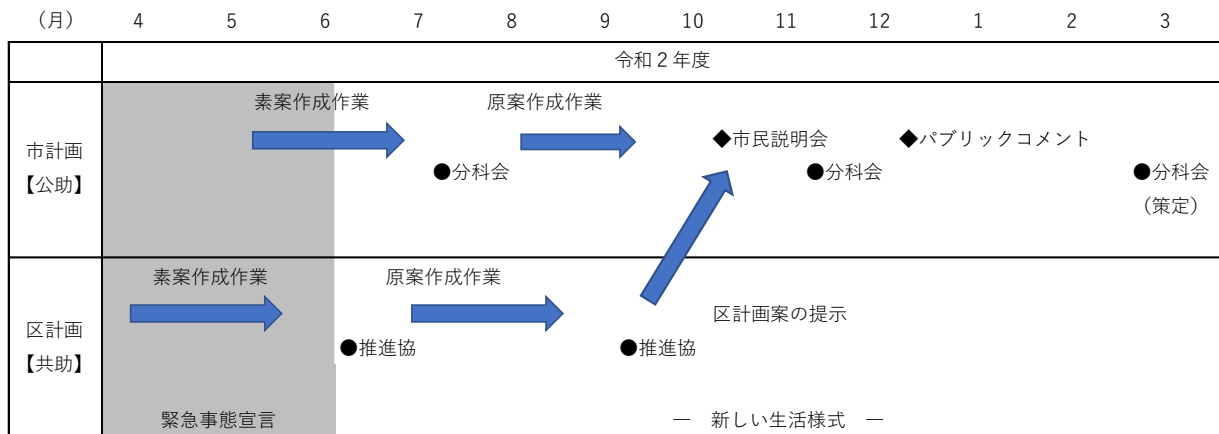 （月） 4 5 6 7 8 9 10 11 12 1 2 3
令和２年度
素案作成作業 原案作成作業
市計画
【公助】
◆市民説明会 ◆パブリックコメント
●分科会 ●分科会 ●分科会
（策定）
素案作成作業 原案作成作業
区計画
【共助】
区計画案の提示
●推進協 ●推進協
緊急事態宣言 ― 新しい生活様式 ―